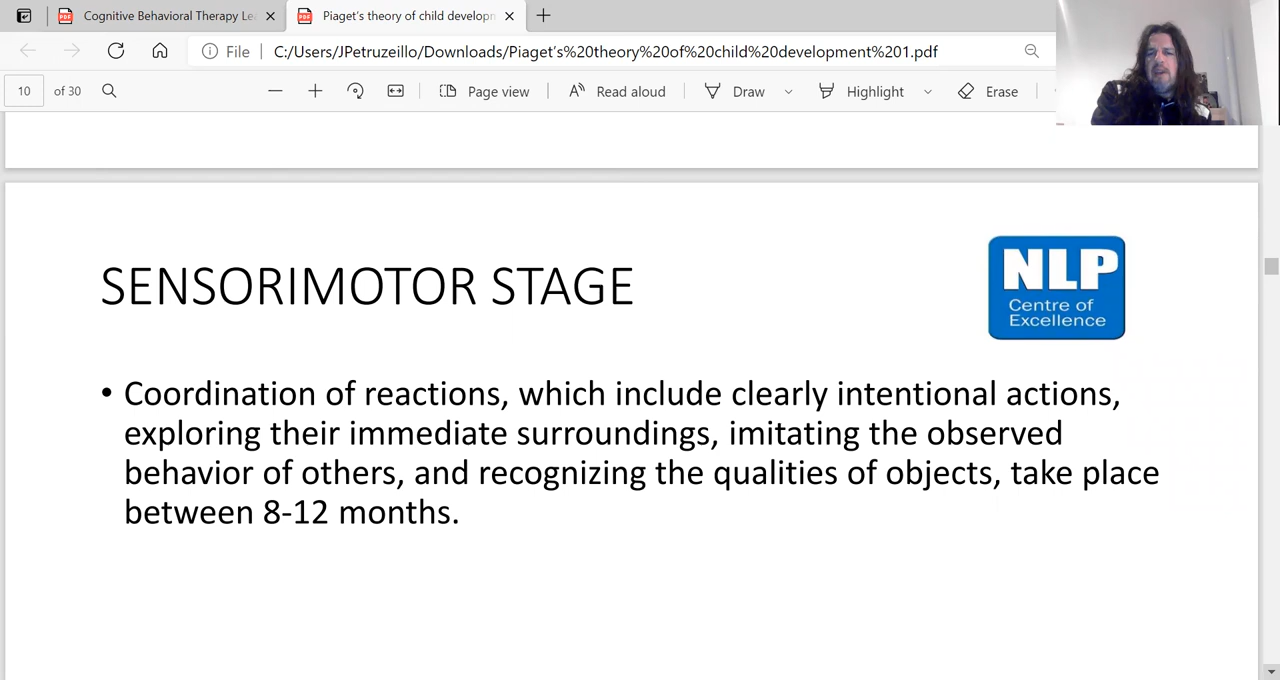 Cognitive Behavioral Therapy Le
Piaget's theory of child developm
File
C:/Users/JPetruzeillo/Downloads/Piaget's%20theory%20of%20child%20development%201.pdf
10 of 30
Page view
Read aloud
Draw
Highlight
Erase
SENSORIMOTOR STAGE
NLP
Centre of
Excellence
• Coordination of reactions, which include clearly intentional actions,
exploring their immediate surroundings, imitating the observed
behavior of others, and recognizing the qualities of objects, take place
between 8-12 months.